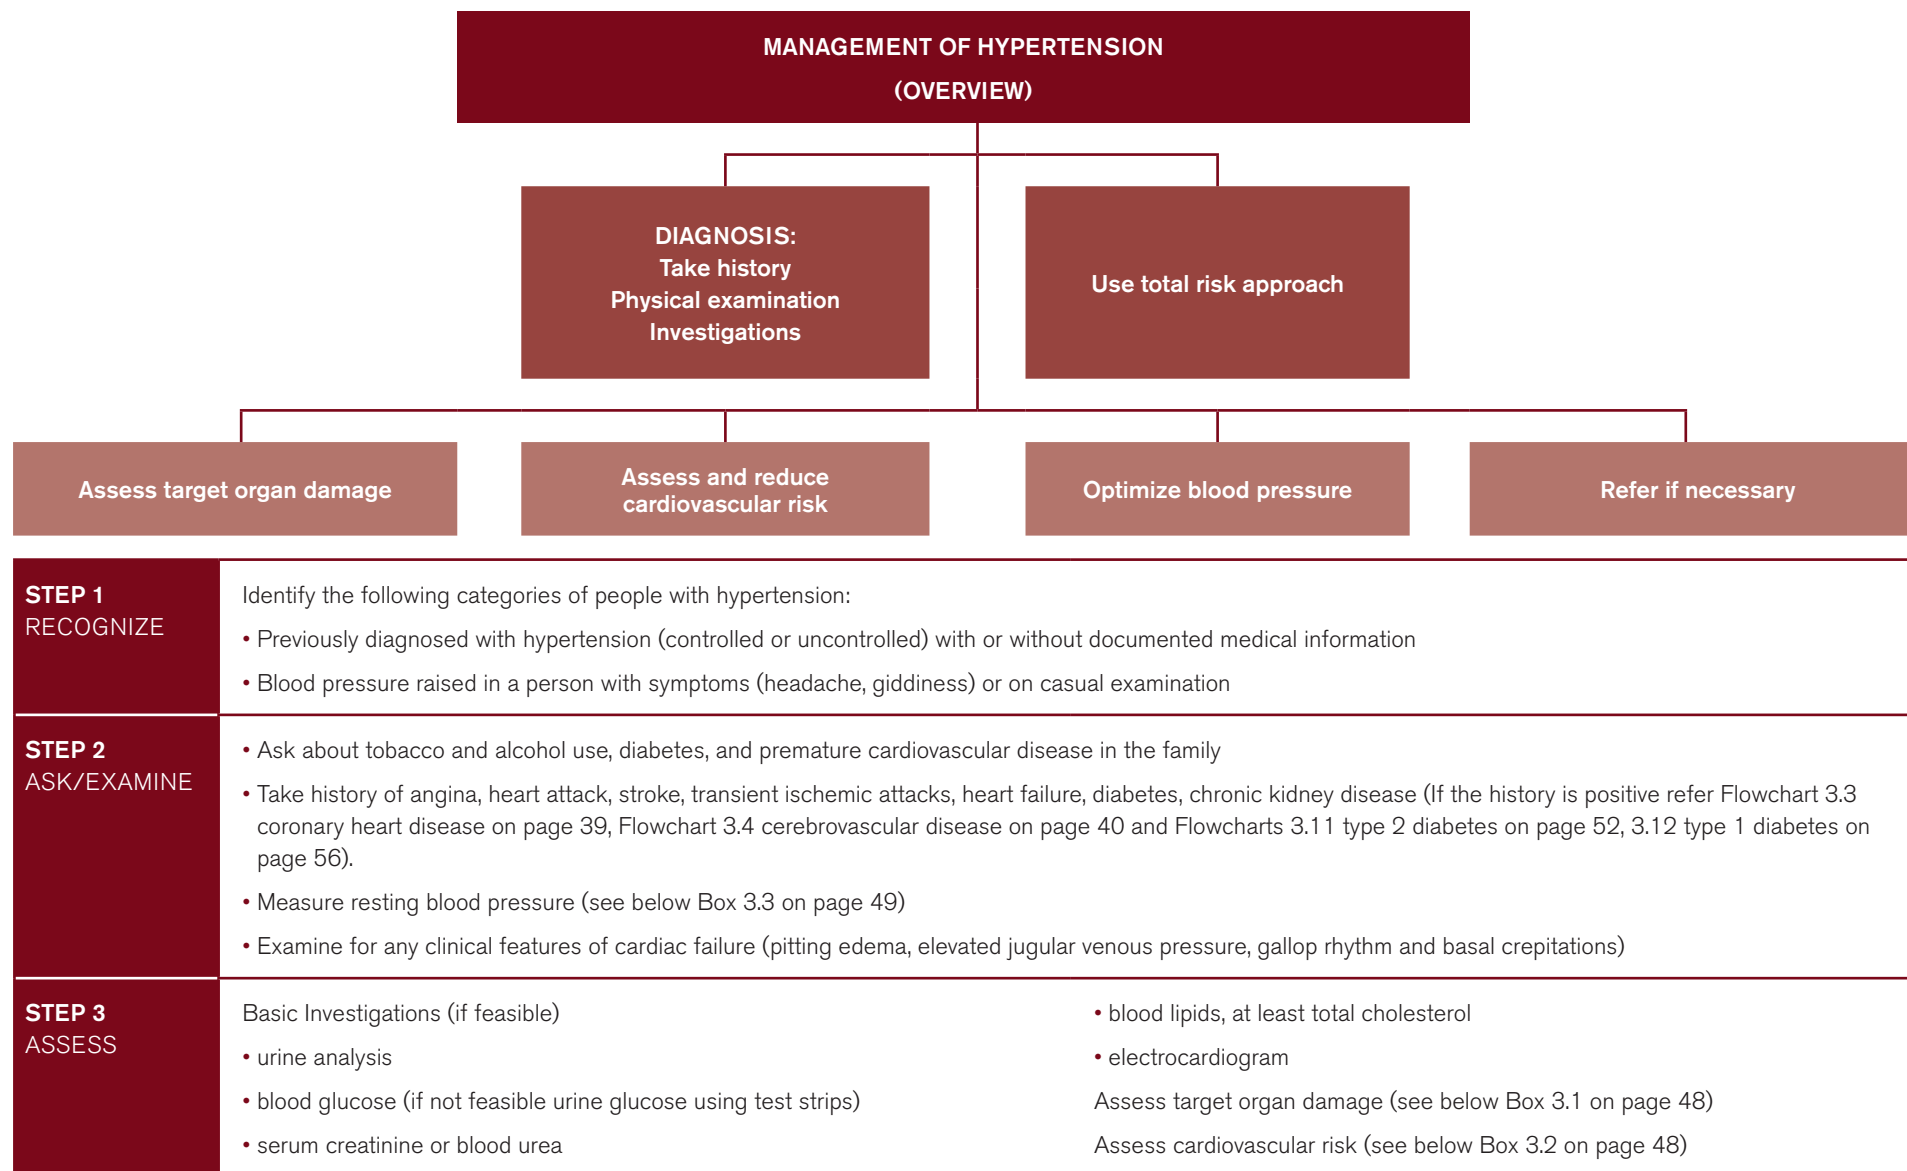 MANAGEMENT OF HYPERTENSION
(OVERVIEW)
DIAGNOSIS:
Take history
Physical examination
Investigations
Use total risk approach
Assess target organ damage
Assess and reduce
cardiovascular risk
Optimize blood pressure
Refer if necessary
STEP 1
RECOGNIZE
Identify the following categories of people with hypertension:
• Previously diagnosed with hypertension (controlled or uncontrolled) with or without documented medical information
• Blood pressure raised in a person with symptoms (headache, giddiness) or on casual examination
STEP 2
ASK/EXAMINE
• Ask about tobacco and alcohol use, diabetes, and premature cardiovascular disease in the family
• Take history of angina, heart attack, stroke, transient ischemic attacks, heart failure, diabetes, chronic kidney disease (If the history is positive refer Flowchart 3.3
coronary heart disease on page 39, Flowchart 3.4 cerebrovascular disease on page 40 and Flowcharts 3.11 type 2 diabetes on page 52, 3.12 type 1 diabetes on
page 56).
• Measure resting blood pressure (see below Box 3.3 on page 49)
• Examine for any clinical features of cardiac failure (pitting edema, elevated jugular venous pressure, gallop rhythm and basal crepitations)
STEP 3
ASSESS
Basic Investigations (if feasible)
• urine analysis
• blood glucose (if not feasible urine glucose using test strips)
• serum creatinine or blood urea
• blood lipids, at least total cholesterol
• electrocardiogram
Assess target organ damage (see below Box 3.1 on page 48)
Assess cardiovascular risk (see below Box 3.2 on page 48)